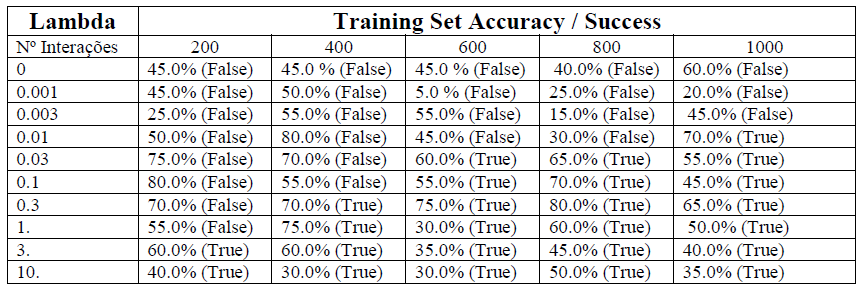 Lambda Training Set Accuracy / Success
Nº Interações 200 400 600 800 1000
0 45.0% (False) 45.0 % (False) 45.0 % (False) 40.0% (False) 60.0% (False)
0.001 45.0% (False) 50.0% (False) 5.0 % (False) 25.0% (False) 20.0% (False)
0.003 25.0% (False) 55.0% (False) 55.0% (False) 15.0% (False) 45.0% (False)
0.01 50.0% (False) 80.0% (False) 45.0% (False) 30.0% (False) 70.0% (True)
0.03 75.0% (False) 70.0% (False) 60.0% (True) 65.0% (True) 55.0% (True)
0.1 80.0% (False) 55.0% (False) 55.0% (True) 70.0% (True) 45.0% (True)
0.3 70.0% (False) 70.0% (True) 75.0% (True) 80.0% (True) 65.0% (True)
1. 55.0% (False) 75.0% (True) 30.0% (True) 60.0% (True) 50.0% (True)
3. 60.0% (True) 60.0% (True) 35.0% (True) 45.0% (True) 40.0% (True)
10. 40.0% (True) 30.0% (True) 30.0% (True) 50.0% (True) 35.0% (True)